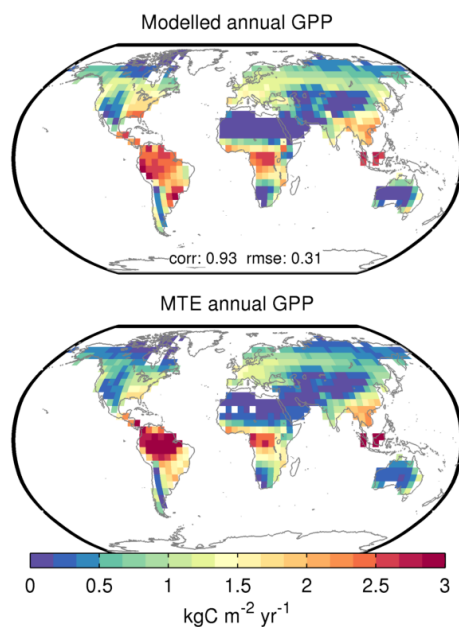 Modelled annual GPP
corr: 0.93 rmse: 0.31
MTE annual GPP
0 0.5 1 1.5 2 2.5 3
kgC m⁻² yr⁻¹